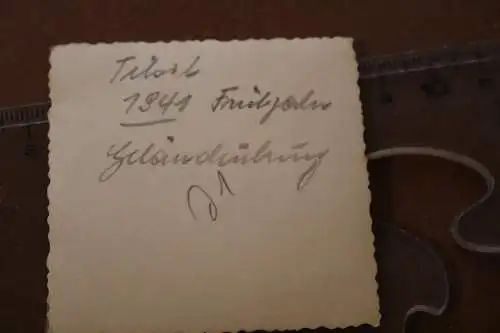 Tilsit
1941 Frühjahr
Geländeübung